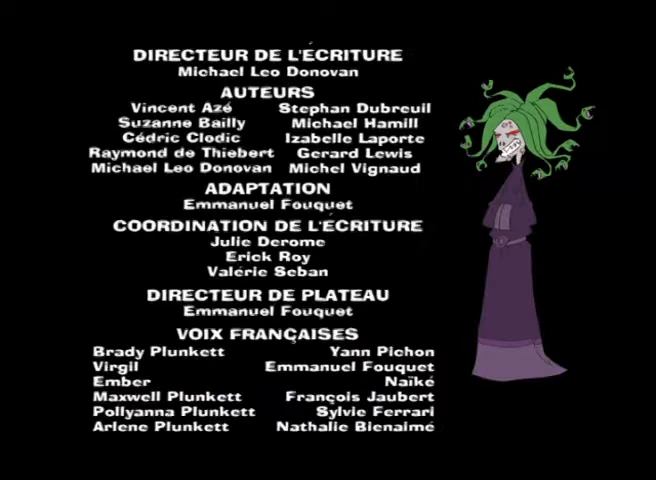 DIRECTEUR DE L'ÉCRITURE
Michael Leo Donovan
AUTEURS
Vincent Azé Stephan Dubreuil
Suzanne Bailly Michael Hamill
Cédric Clodic Izabelle Laporte
Raymond de Thiebert Gerard Lewis
Michael Leo Donovan Michel Vignaud
ADAPTATION
Emmanuel Fouquet
COORDINATION DE L'ÉCRITURE
Julie Derome
Erick Roy
Valérie Seban
DIRECTEUR DE PLATEAU
Emmanuel Fouquet
VOIX FRANÇAISES
Brady Plunkett Yann Pichon
Virgil Emmanuel Fouquet
Ember Naïké
Maxwell Plunkett François Jaubert
Pollyanna Plunkett Sylvie Ferrari
Arlene Plunkett Nathalie Bienaimé